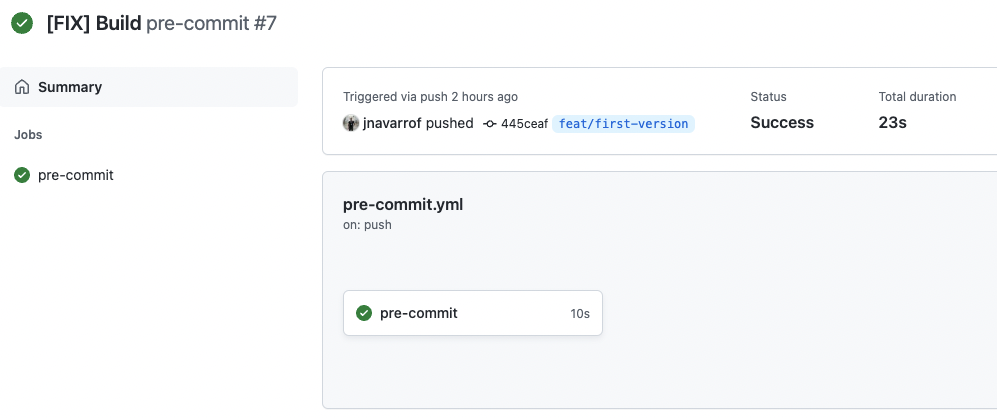 [FIX] Build pre-commit #7
Summary
Jobs
pre-commit
Triggered via push 2 hours ago
jnavarrof pushed 445ceaf feat/first-version
Status
Success
Total duration
23s
pre-commit.yml
on: push
pre-commit 10s